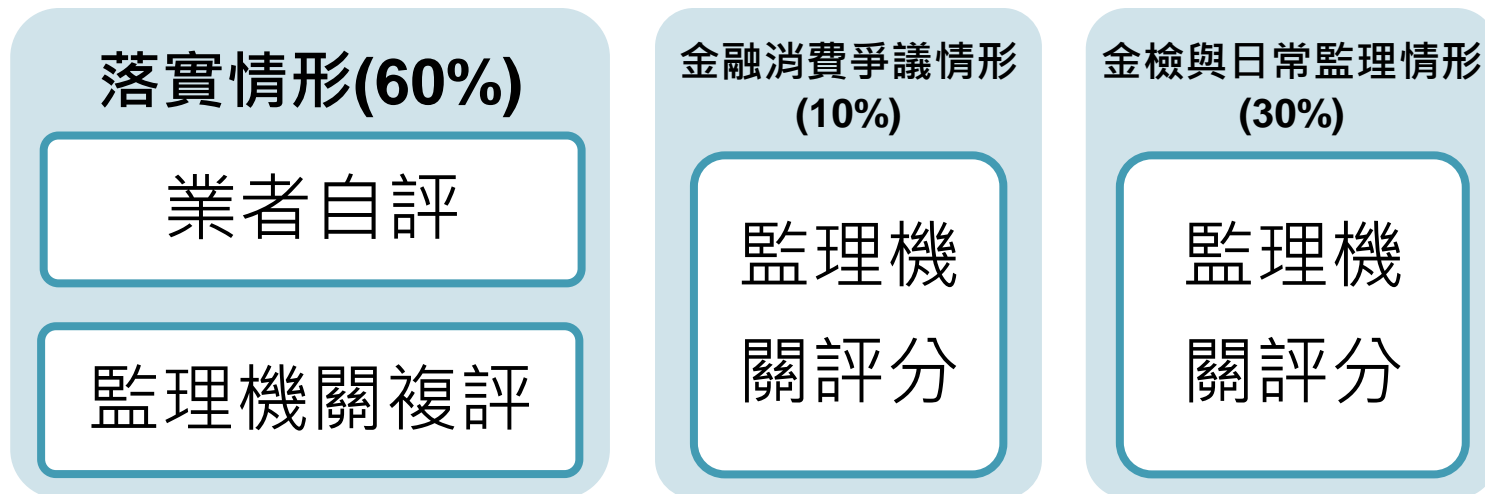 落實情形(60%)
業者自評
監理機關複評
金融消費爭議情形
(10%)
監理機
關評分
金檢與日常監理情形
(30%)
監理機
關評分